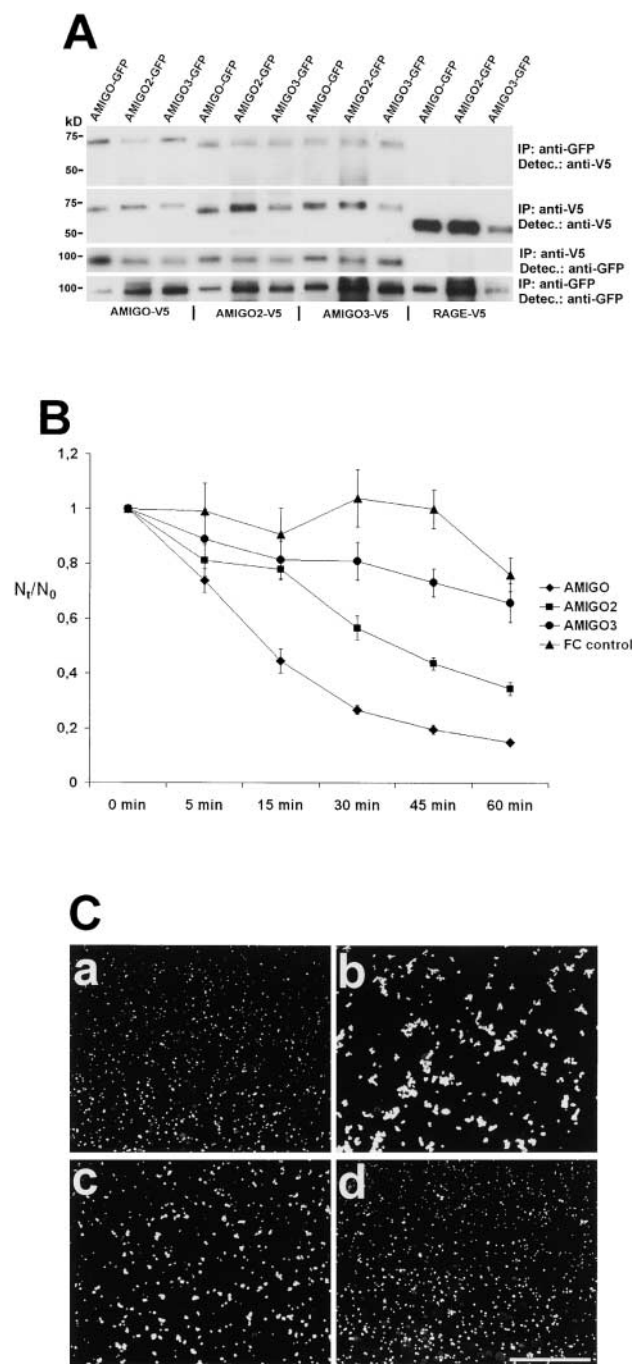 A
AMIGO-GFP AMIGO2-GFP AMIGO3-GFP AMIGO-GFP AMIGO2-GFP AMIGO3-GFP AMIGO-GFP AMIGO2-GFP AMIGO3-GFP AMIGO-GFP AMIGO2-GFP AMIGO3-GFP
kD
75-
50-
IP: anti-GFP
Detec.: anti-V5
75-
50-
IP: anti-V5
Detec.: anti-V5
100-
IP: anti-V5
Detec.: anti-GFP
100-
IP: anti-GFP
Detec.: anti-GFP
AMIGO-V5 | AMIGO2-V5 | AMIGO3-V5 | RAGE-V5
B
1,2
1
0,8
0,6
0,4
0,2
0
Nt/N0
0 min 5 min 15 min 30 min 45 min 60 min
AMIGO
AMIGO2
AMIGO3
FC control
C
a
b
c
d